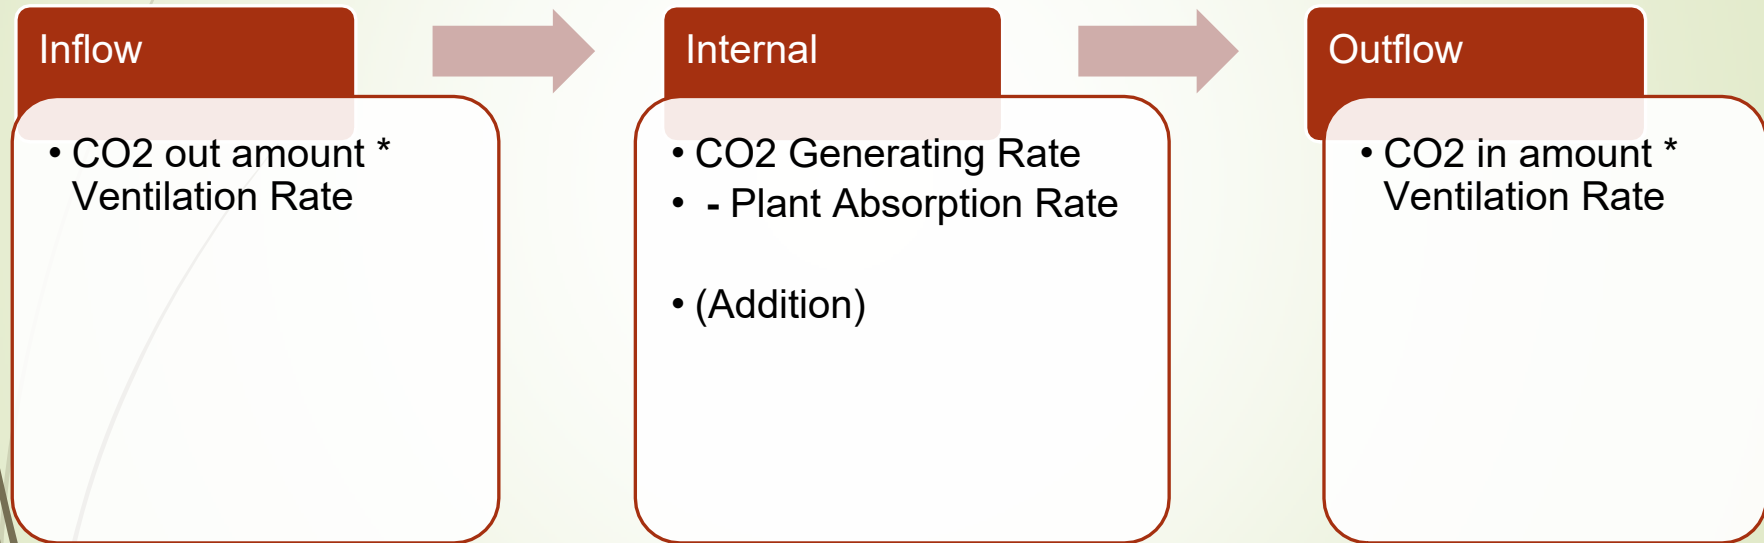 Inflow
• CO2 out amount *
Ventilation Rate
Internal
• CO2 Generating Rate
• - Plant Absorption Rate
• (Addition)
Outflow
• CO2 in amount *
Ventilation Rate